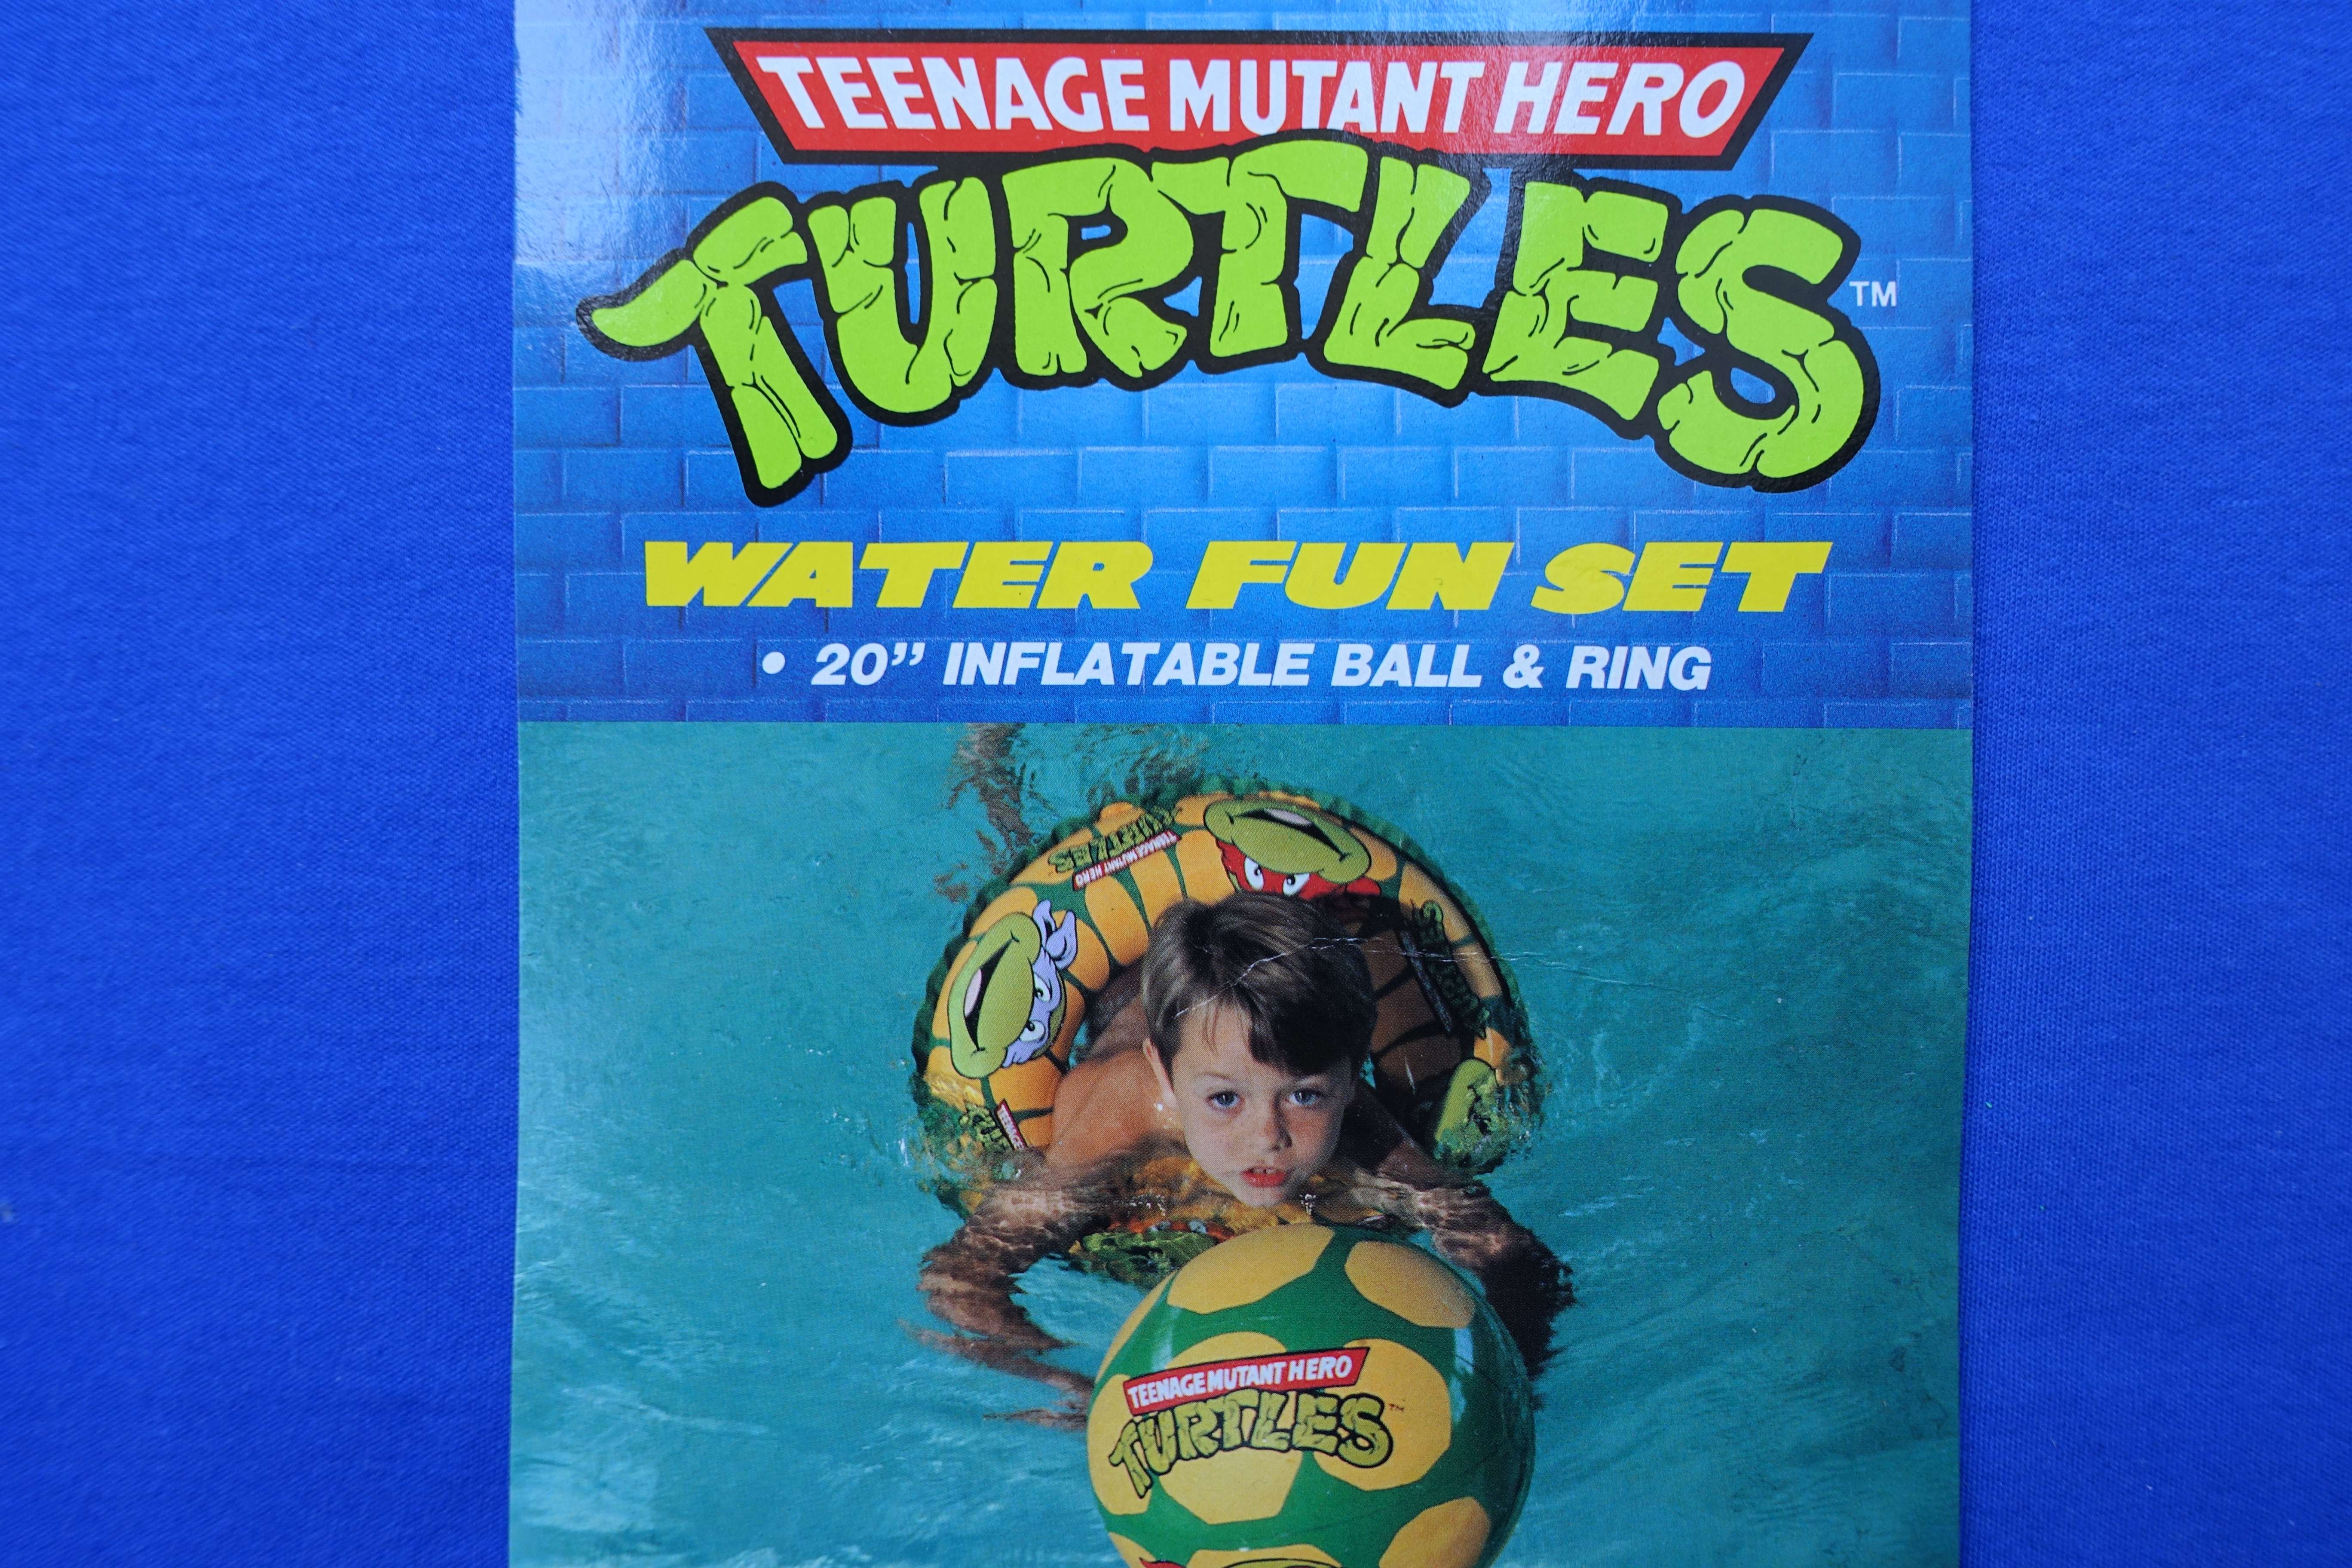 TEENAGE MUTANT HERO
TURTLES™
WATER FUN SET
• 20” INFLATABLE BALL & RING
TEENAGE MUTANT HERO
TURTLES
TEENAGE
TEENAGE MUTANT HERO
TURTLES™